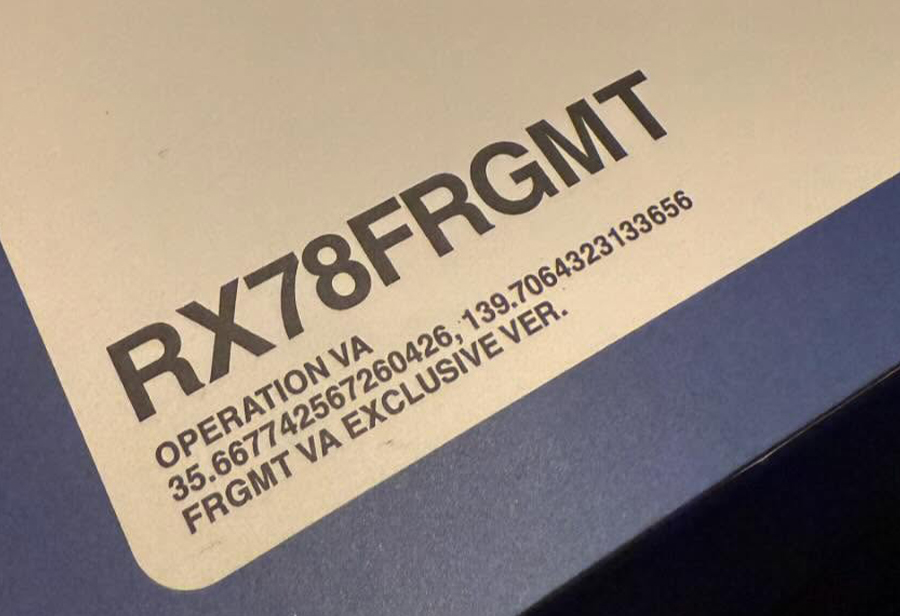 RX78FRGMT
OPERATION VA
35.667742567260426, 139.7064323133656
FRGMT VA EXCLUSIVE VER.